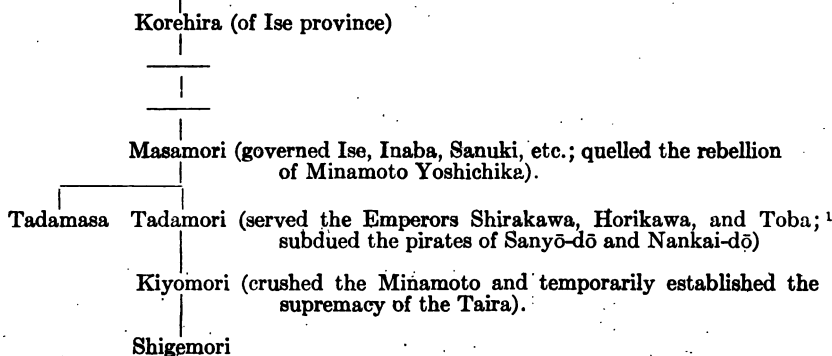 Korehira (of Ise province)
Masamori (governed Ise, Inaba, Sanuki, etc.; quelled the rebellion
of Minamoto Yoshichika).
Tadamasa Tadamori (served the Emperors Shirakawa, Horikawa, and Toba; ¹
subdued the pirates of Sanyō-dō and Nankai-dō)
Kiyomori (crushed the Minamoto and temporarily established the
supremacy of the Taira).
Shigemori